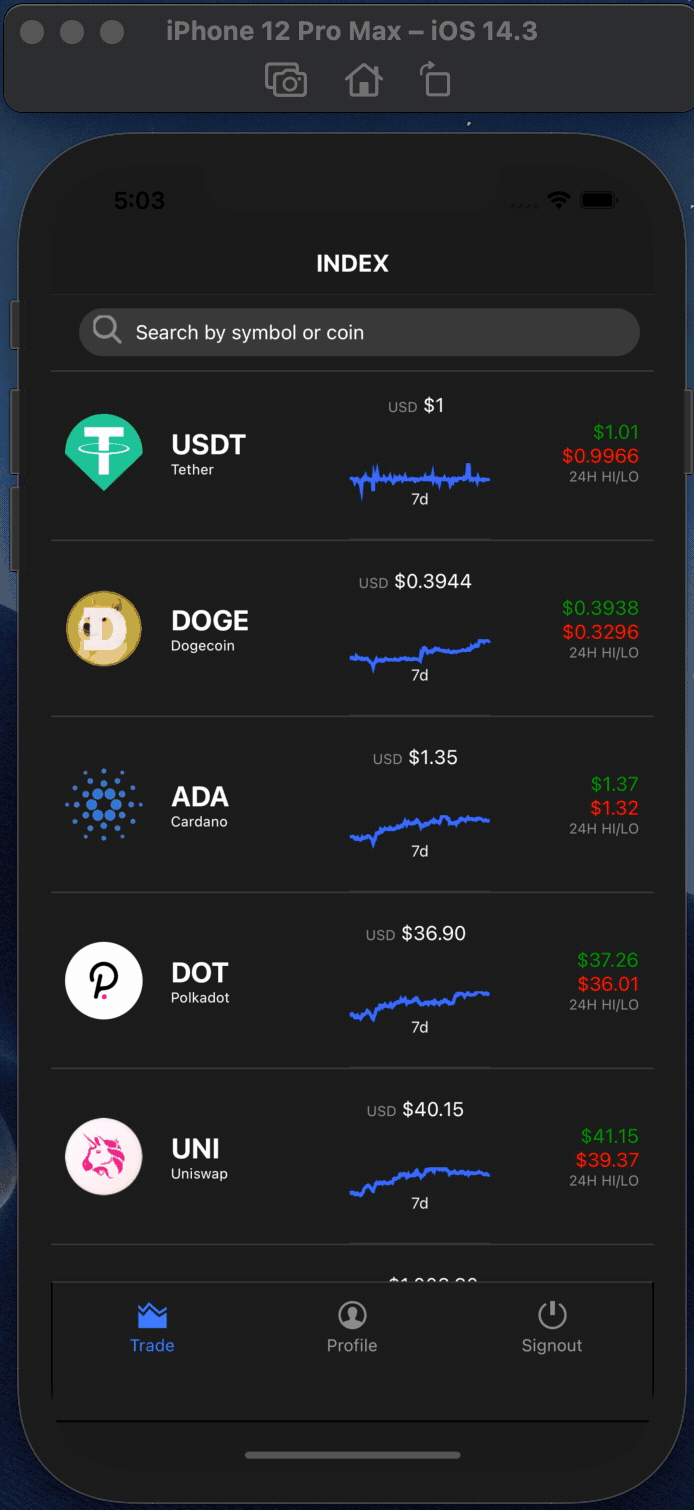 iPhone 12 Pro Max – iOS 14.3
5:03
INDEX
Search by symbol or coin
USDT
Tether
USD $1
7d
$1.01
$0.9966
24H HI/LO
DOGE
Dogecoin
USD $0.3944
7d
$0.3938
$0.3296
24H HI/LO
ADA
Cardano
USD $1.35
7d
$1.37
$1.32
24H HI/LO
DOT
Polkadot
USD $36.90
7d
$37.26
$36.01
24H HI/LO
UNI
Uniswap
USD $40.15
7d
$41.15
$39.37
24H HI/LO
Trade
Profile
Signout